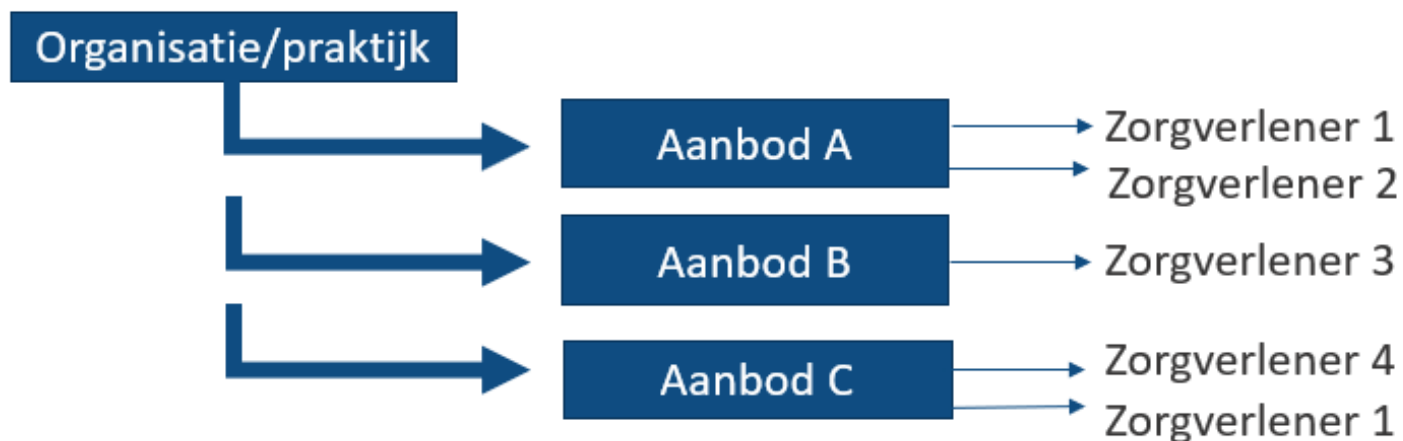 Organisatie/praktijk
Aanbod A
Zorgverlener 1
Zorgverlener 2
Aanbod B
Zorgverlener 3
Aanbod C
Zorgverlener 4
Zorgverlener 1